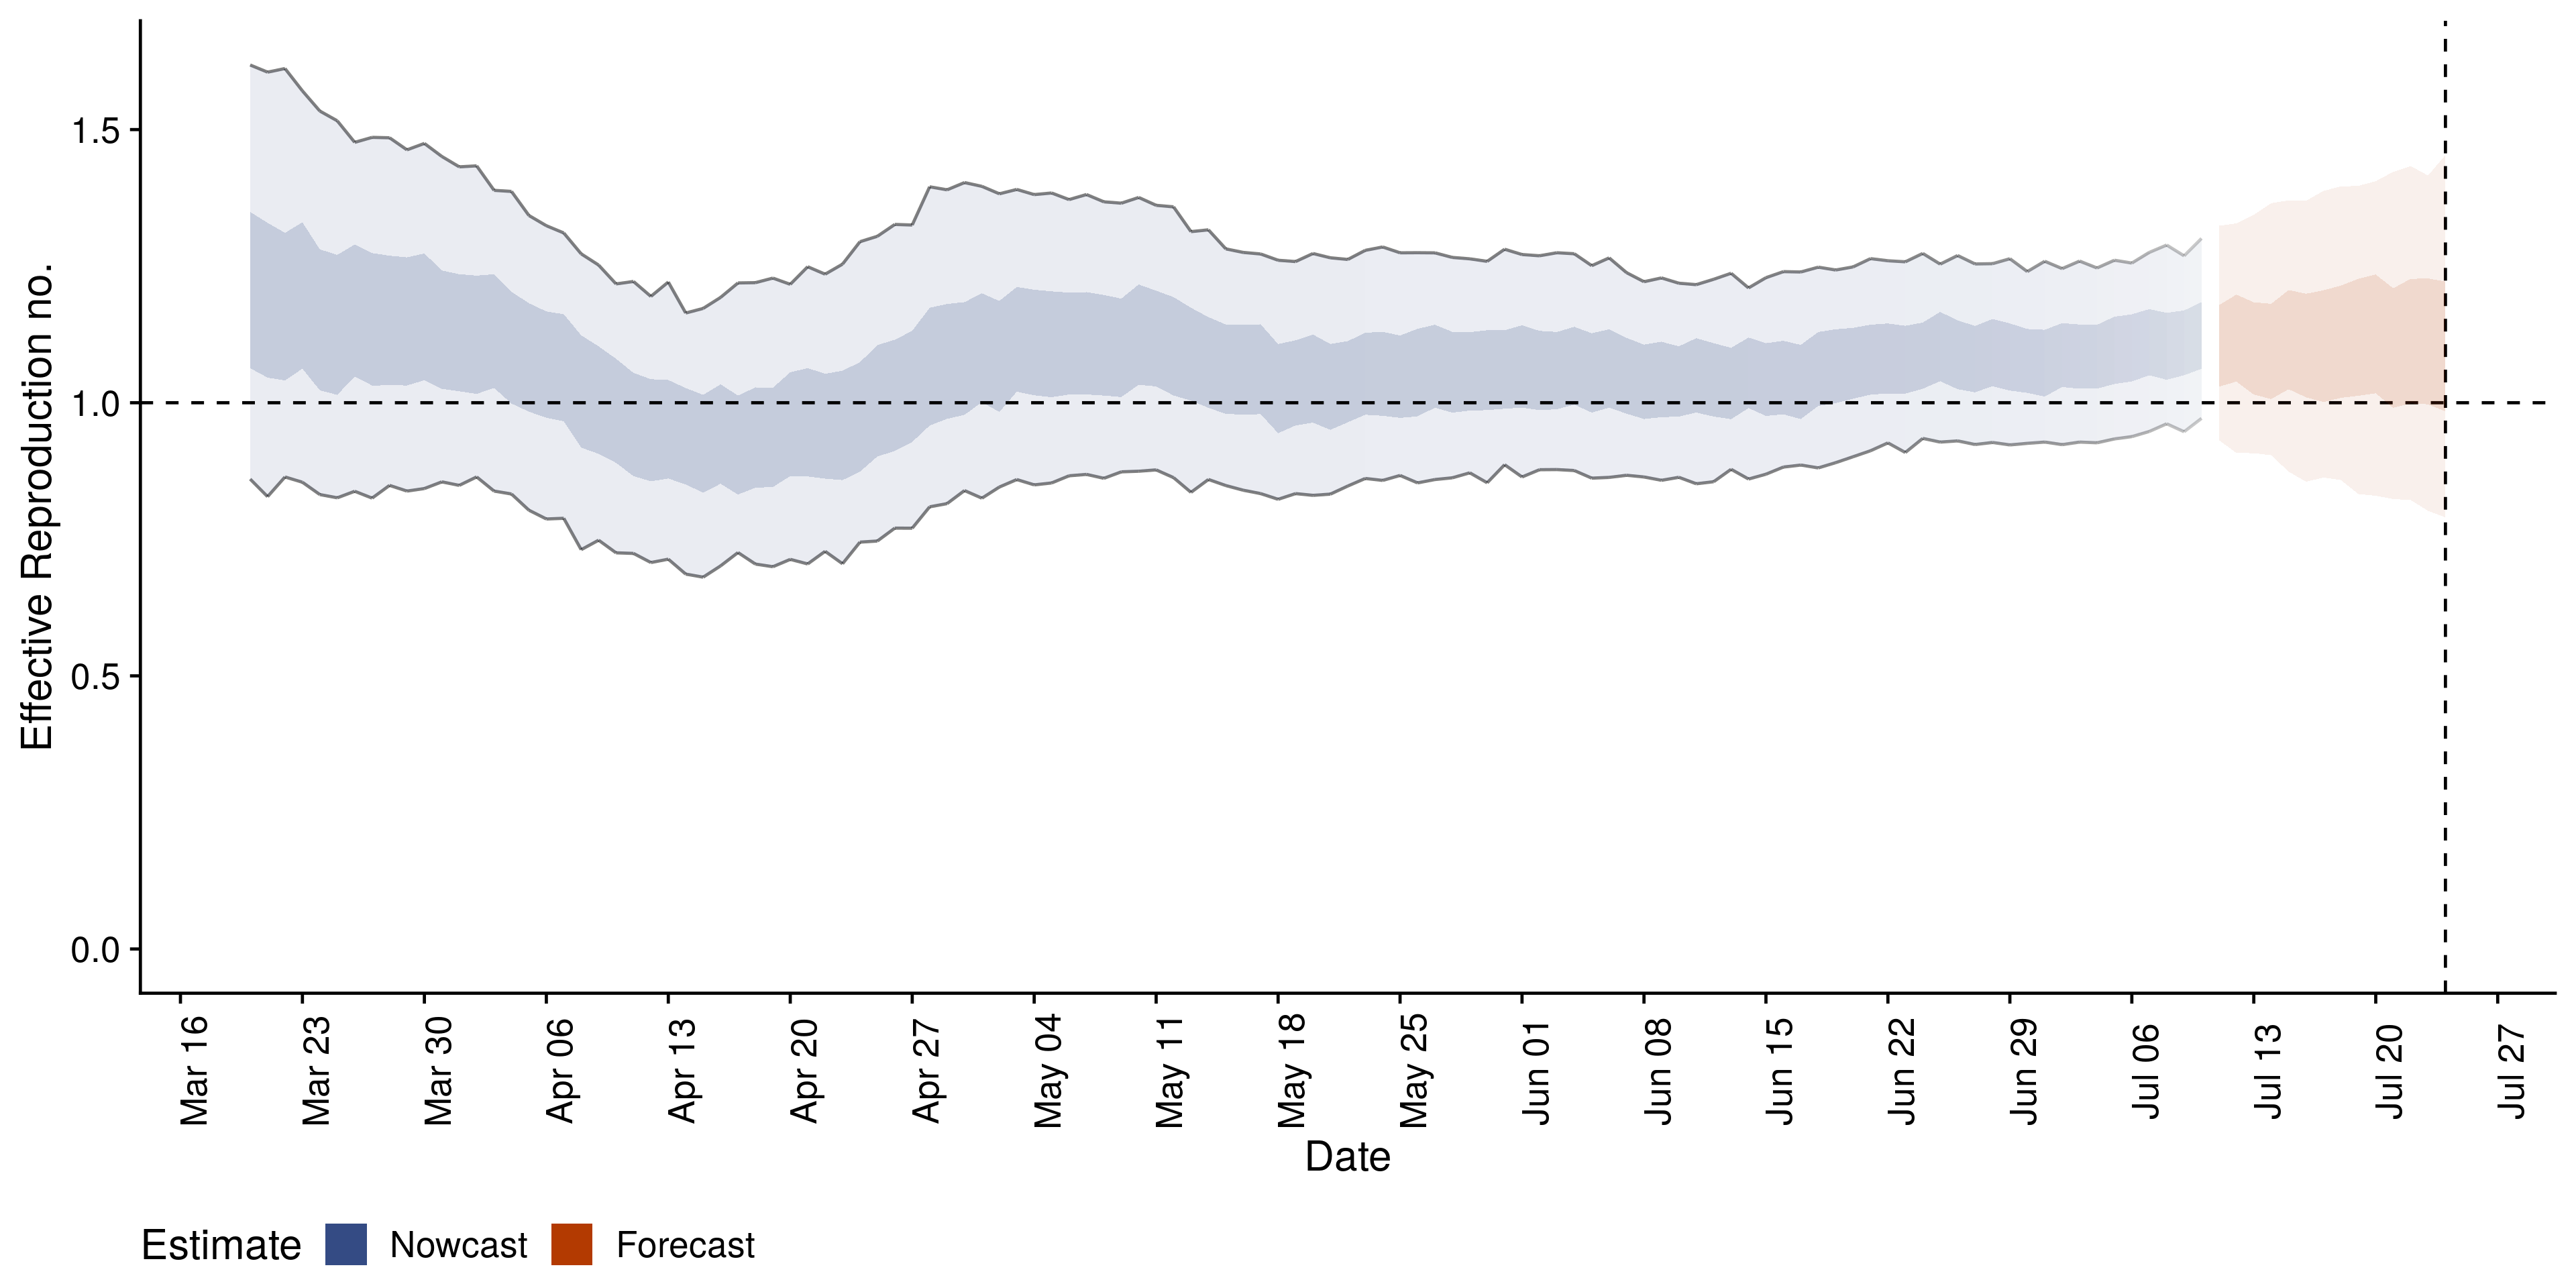 Effective Reproduction no.
1.5
1.0
0.5
0.0
Mar 16
Mar 23
Mar 30
Apr 06
Apr 13
Apr 20
Apr 27
May 04
May 11
May 18
May 25
Jun 01
Jun 08
Jun 15
Jun 22
Jun 29
Jul 06
Jul 13
Jul 20
Jul 27
Date
Estimate Nowcast Forecast